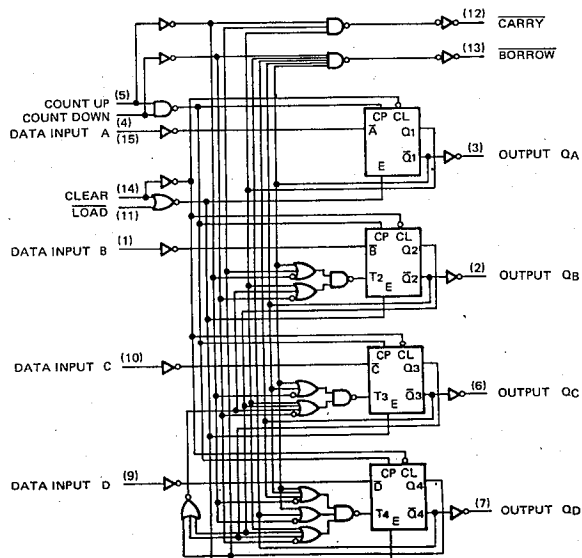 (12) CARRY
(13) BORROW
COUNT UP (5)
COUNT DOWN (4)
DATA INPUT A (15)
CP CL
A Q1
Q1
E
(3) OUTPUT QA
CLEAR (14)
LOAD (11)
DATA INPUT B (1)
CP CL
B Q2
T2 Q2
E
(2) OUTPUT QB
DATA INPUT C (10)
CP CL
C Q3
T3 Q3
E
(6) OUTPUT QC
DATA INPUT D (9)
CP CL
D Q4
T4 Q4
E
(7) OUTPUT QD